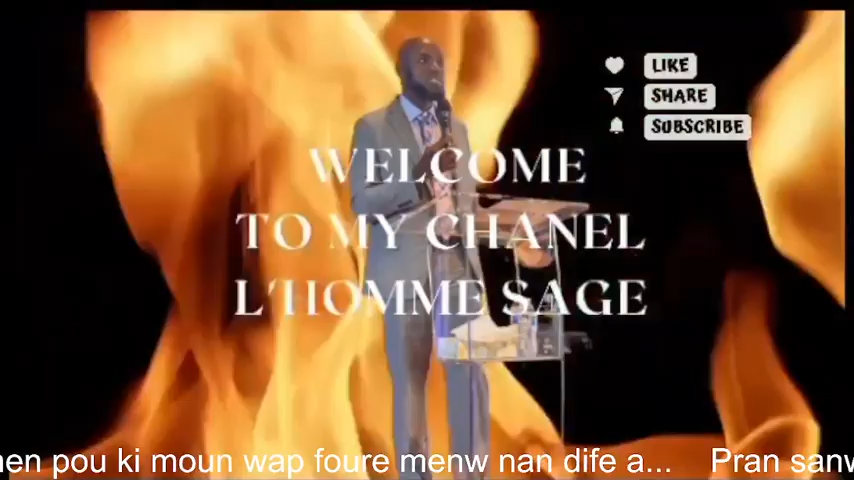 LIKE
SHARE
SUBSCRIBE
WELCOME
TO MY CHANEL
L'HOMME SAGE
pou ki moun wap foure menw nan dife a... Pran